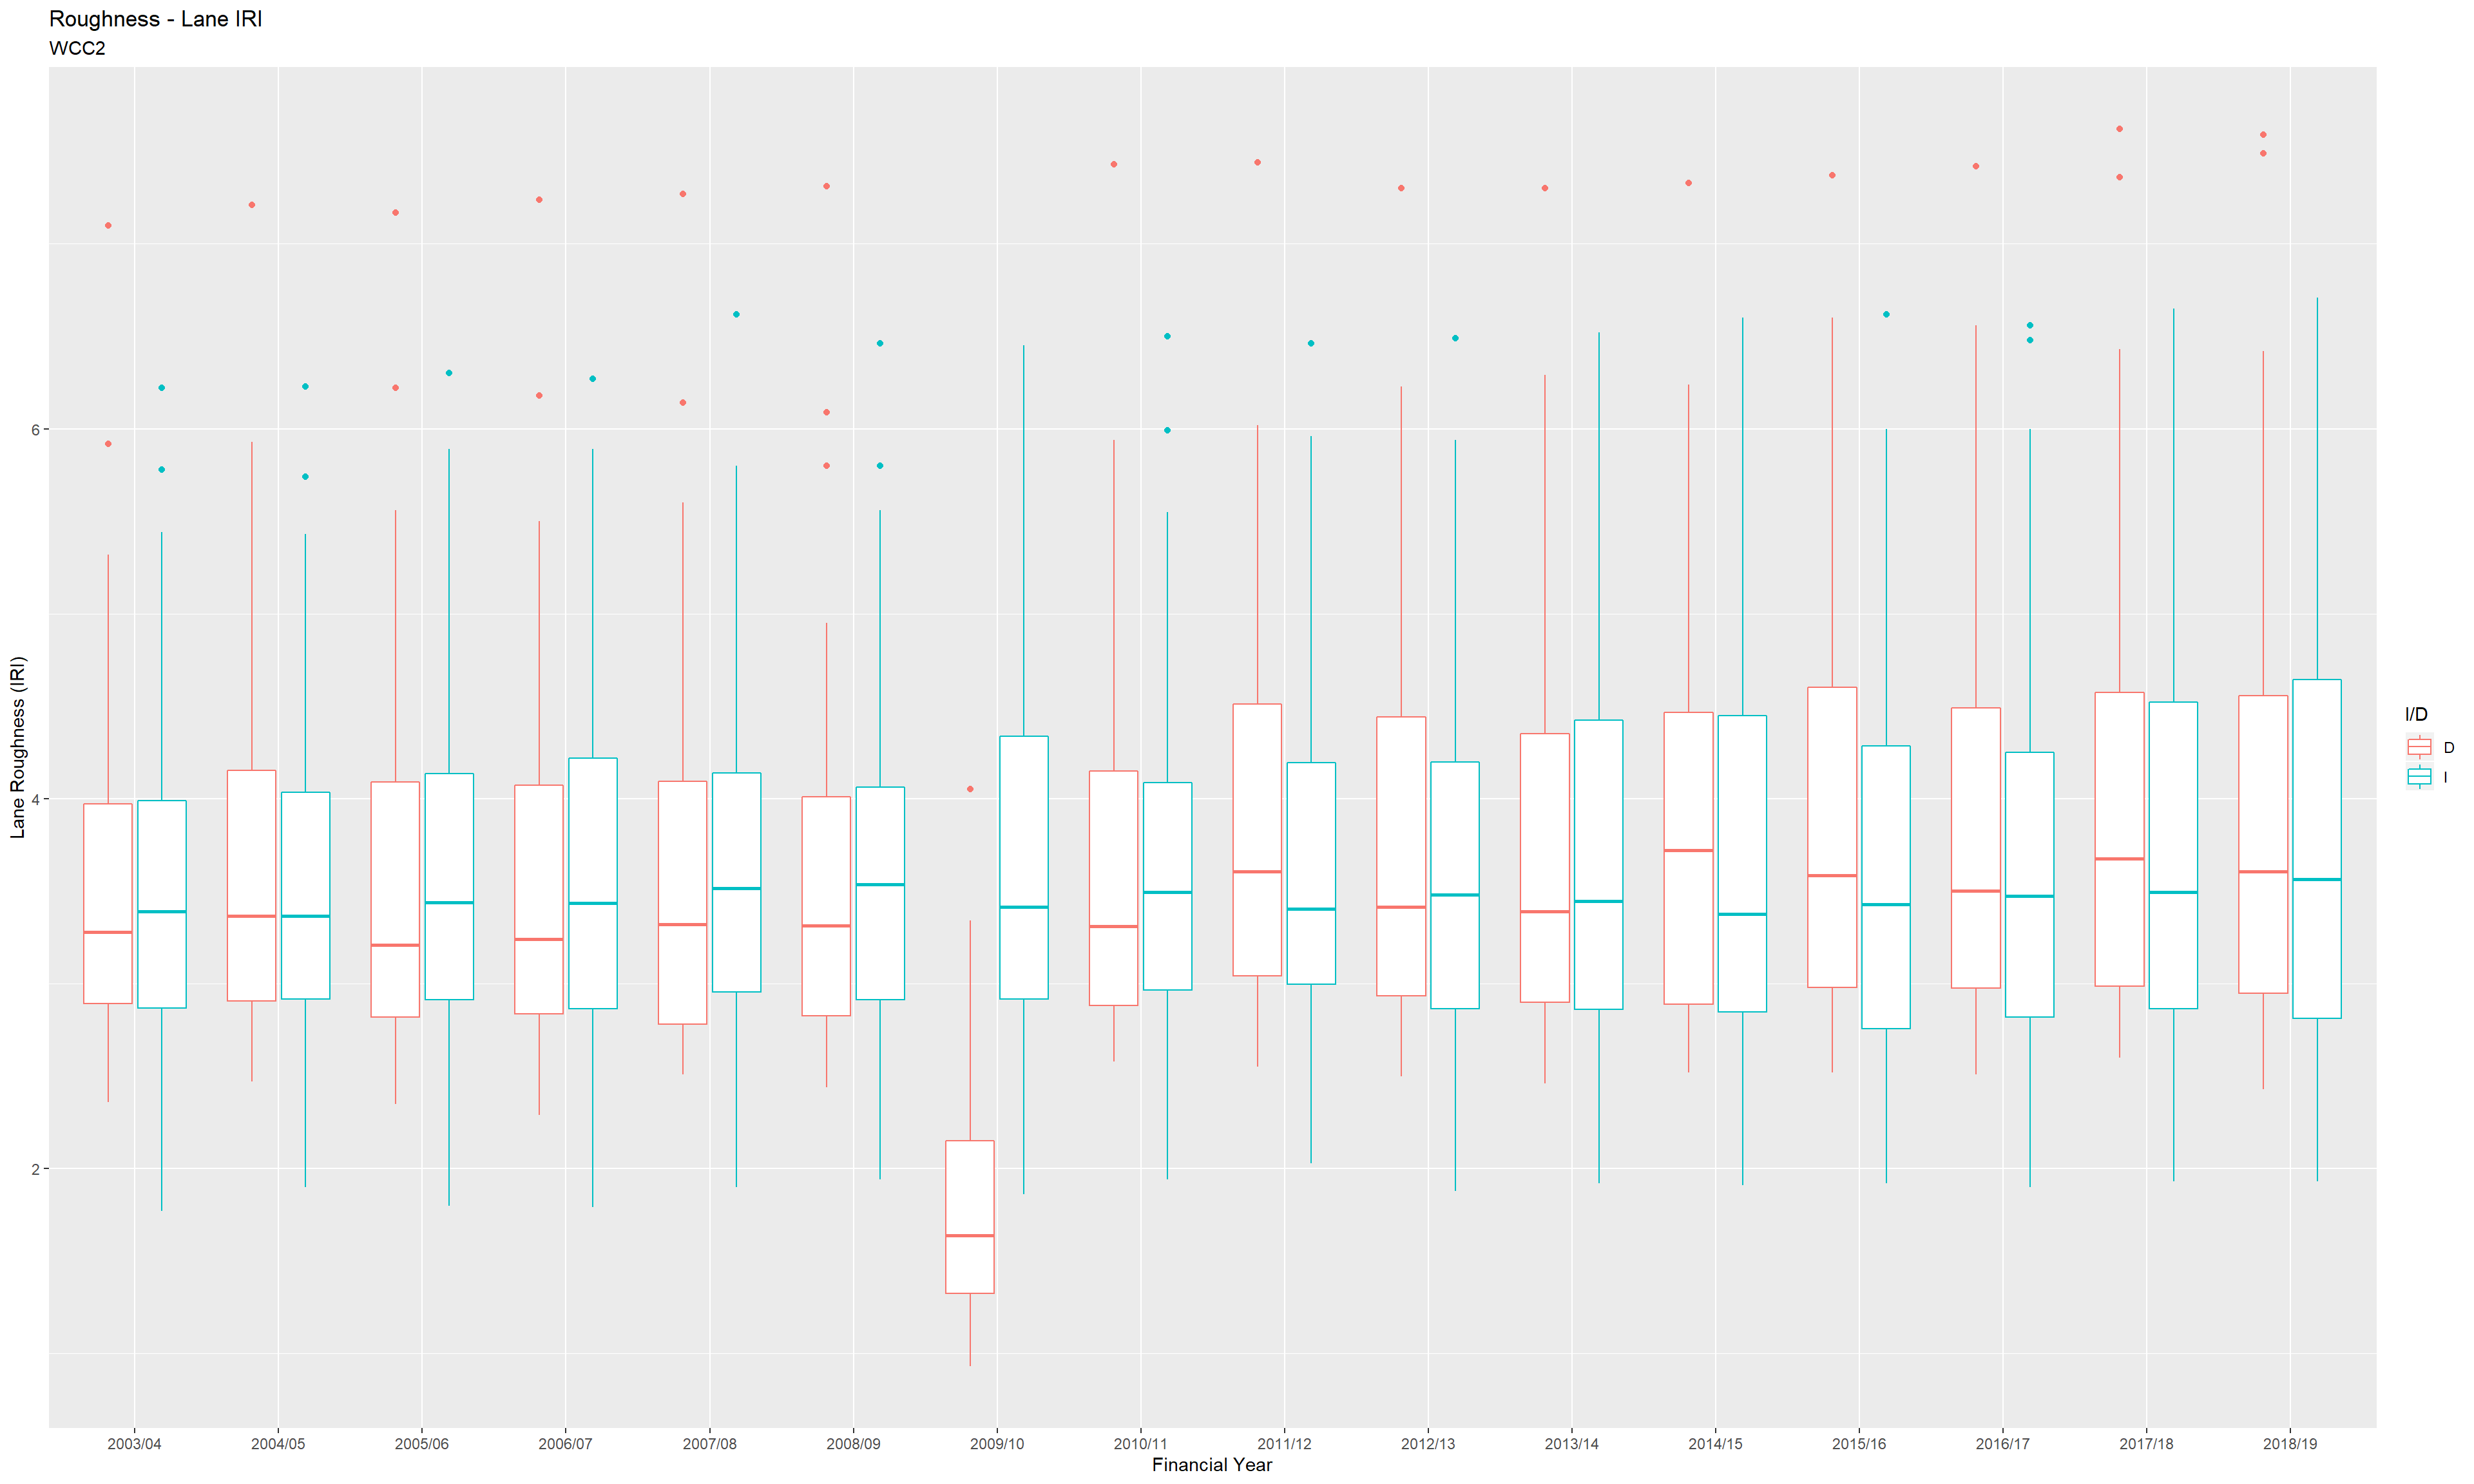 Roughness - Lane IRI
WCC2
Lane Roughness (IRI)
6
4
2
I/D
D
I
2003/04 2004/05 2005/06 2006/07 2007/08 2008/09 2009/10 2010/11 2011/12 2012/13 2013/14 2014/15 2015/16 2016/17 2017/18 2018/19
Financial Year